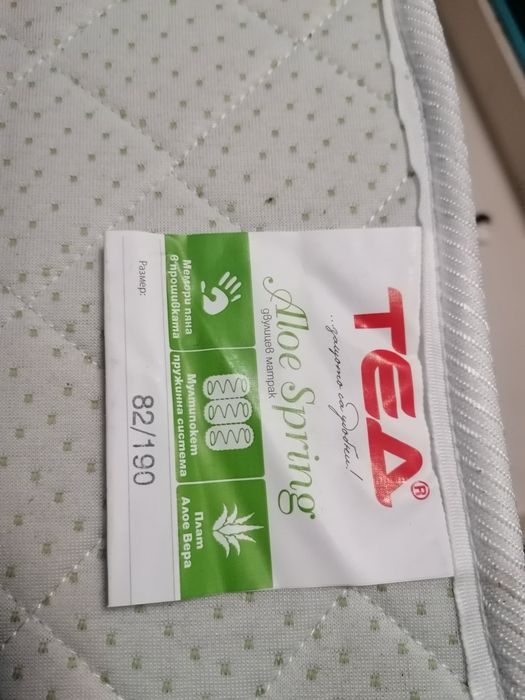 ТЕД®
...защото са удобни!
Aloe Spring
двулицев матрак
Мемори пяна
в прошивката
Мултипокет
пружинна система
Плат
Алое Вера
Размер:
82/190